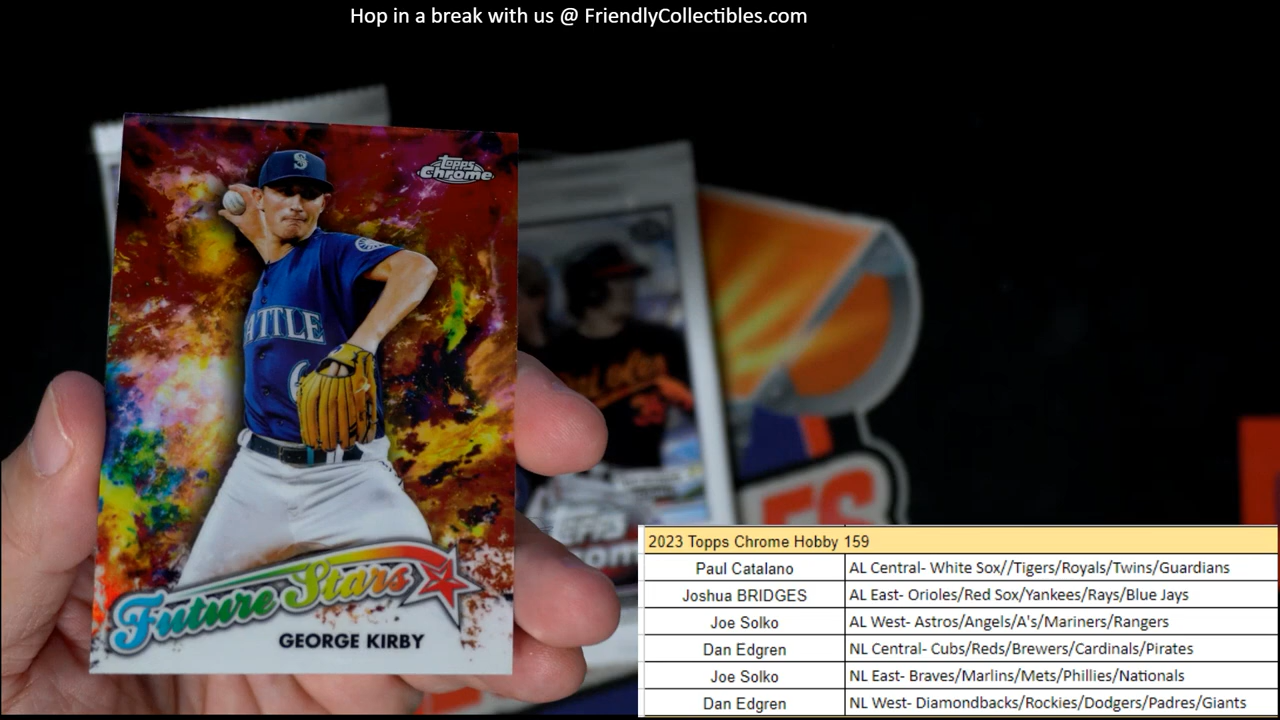 Hop in a break with us @ FriendlyCollectibles.com
S
Topps
Chrome
ATTLE
6
Future Stars
GEORGE KIRBY
35
2023 Topps Chrome Hobby 159
Paul Catalano AL Central- White Sox//Tigers/Royals/Twins/Guardians
Joshua BRIDGES AL East- Orioles/Red Sox/Yankees/Rays/Blue Jays
Joe Solko AL West- Astros/Angels/A's/Mariners/Rangers
Dan Edgren NL Central- Cubs/Reds/Brewers/Cardinals/Pirates
Joe Solko NL East- Braves/Marlins/Mets/Phillies/Nationals
Dan Edgren NL West- Diamondbacks/Rockies/Dodgers/Padres/Giants